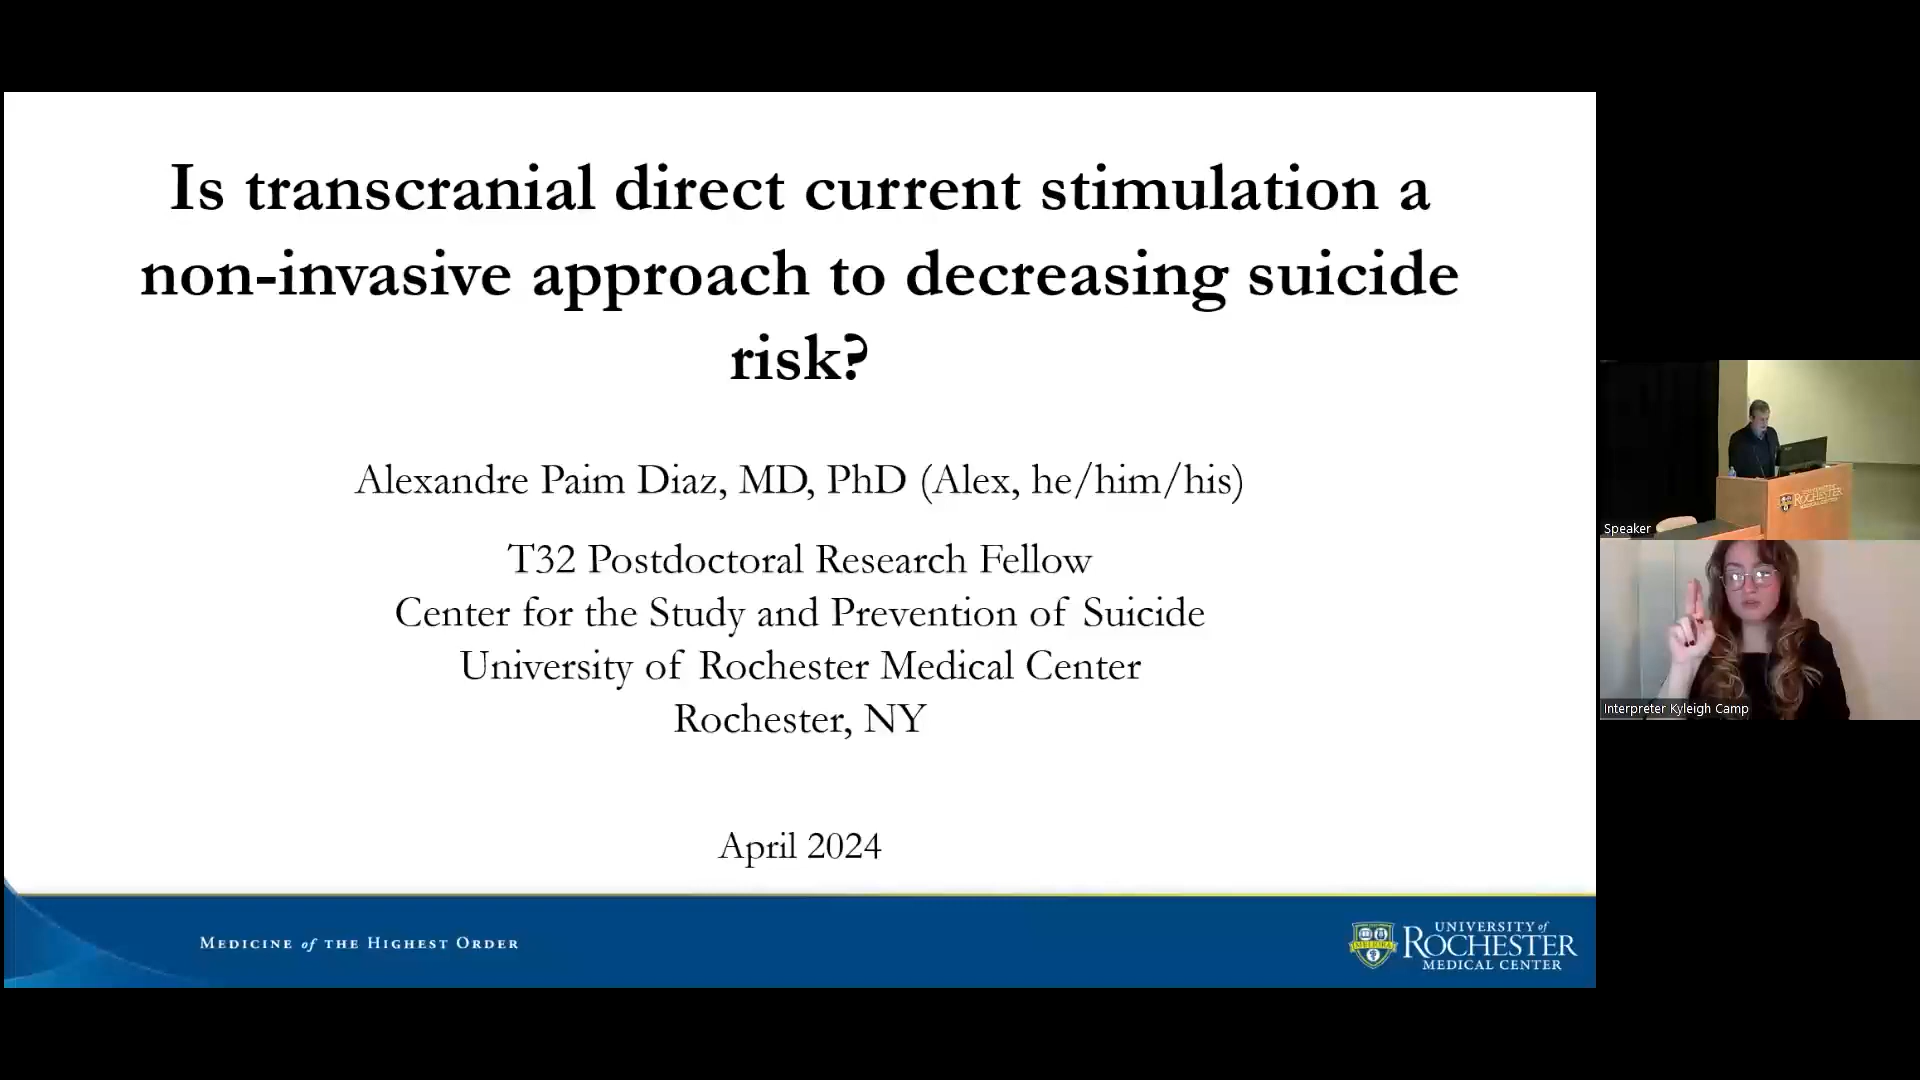 Is transcranial direct current stimulation a
non-invasive approach to decreasing suicide
risk?
Alexandre Paim Diaz, MD, PhD (Alex, he/him/his)
T32 Postdoctoral Research Fellow
Center for the Study and Prevention of Suicide
University of Rochester Medical Center
Rochester, NY
April 2024
MEDICINE of THE HIGHEST ORDER
UNIVERSITY of
ROCHESTER
MEDICAL CENTER
ROCHESTER
Speaker
Interpreter Kyleigh Camp